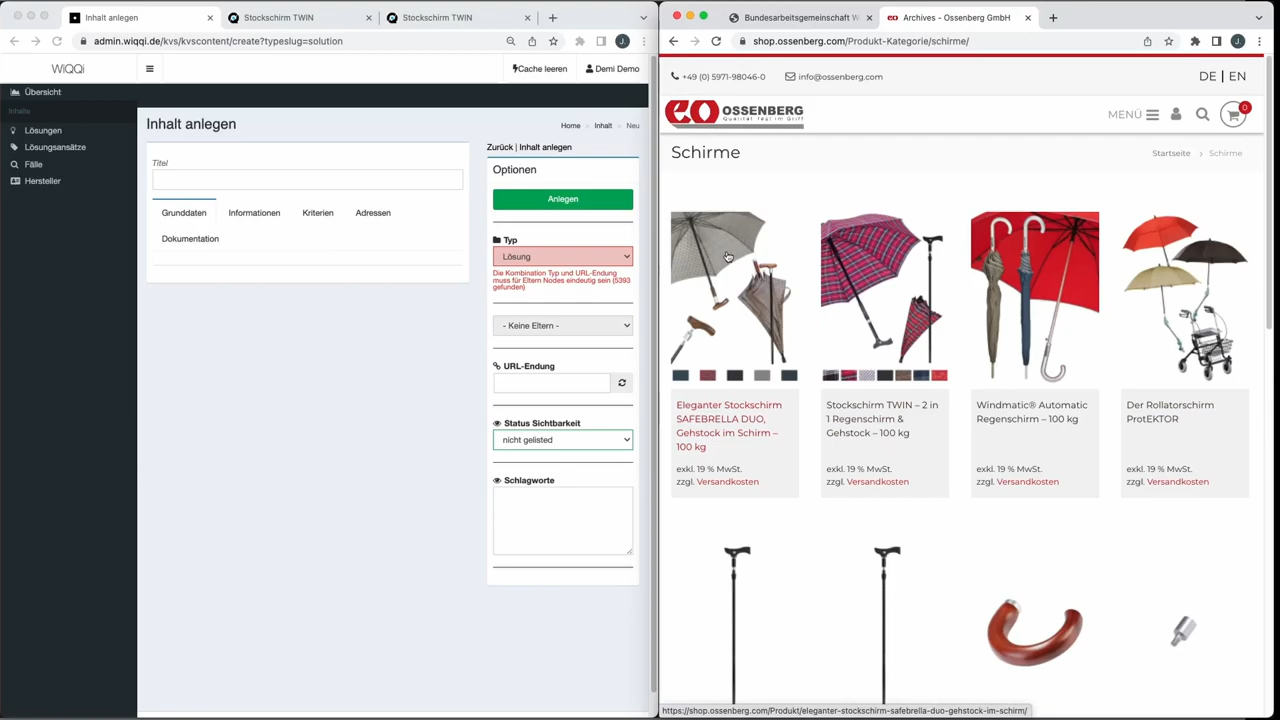 Inhalt anlegen
Stockschirm TWIN
Stockschirm TWIN
admin.wiqqi.de/kvs/kvscontent/create?typeslug=solution
J.
WiQQi
Cache leeren
Demi Demo
Übersicht
Inhalte
Lösungen
Lösungsansätze
Fälle
Hersteller
Inhalt anlegen
Home
Inhalt
Neu
Titel
Grunddaten
Informationen
Kriterien
Adressen
Dokumentation
Zurück | Inhalt anlegen
Optionen
Anlegen
Typ
Lösung
Die Kombination Typ und URL-Endung
muss für Eltern Nodes eindeutig sein (5393
gefunden)
- Keine Eltern -
URL-Endung
Status Sichtbarkeit
nicht gelisted
Schlagworte
Bundesarbeitsgemeinschaft W
Archives - Ossenberg GmbH
shop.ossenberg.com/Produkt-Kategorie/schirme/
J.
+49 (0) 5971-98046-0
info@ossenberg.com
DE | EN
OSSENBERG
Qualität fest im Griff
MENÜ
0
Schirme
Startseite
Schirme
Eleganter Stockschirm
SAFEBRELLA DUO,
Gehstock im Schirm –
100 kg
exkl. 19 % MwSt.
zzgl. Versandkosten
Stockschirm TWIN – 2 in
1 Regenschirm &
Gehstock – 100 kg
exkl. 19 % MwSt.
zzgl. Versandkosten
Windmatic® Automatic
Regenschirm – 100 kg
exkl. 19 % MwSt.
zzgl. Versandkosten
Der Rollatorschirm
ProtEKTOR
exkl. 19 % MwSt.
zzgl. Versandkosten
https://shop.ossenberg.com/Produkt/eleganter-stockschirm-safebrella-duo-gehstock-im-schirm/